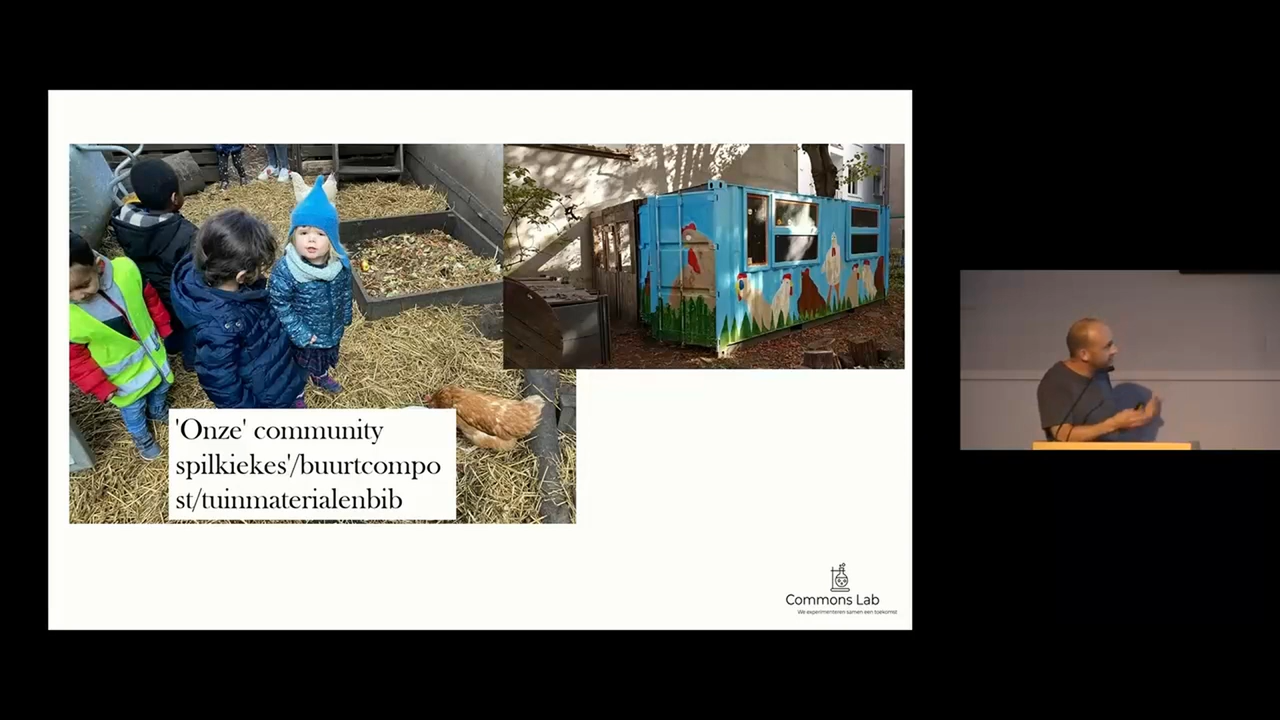 'Onze' community
spilkiekes'/buurtcompo
st/tuinmaterialenbib
Commons Lab
We experimenteren samen een toekomst